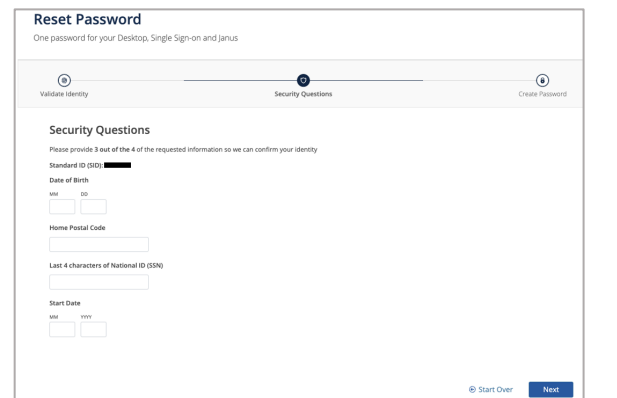 Reset Password
One password for your Desktop, Single Sign-on and Janus
Validate Identity
Security Questions
Create Password
Security Questions
Please provide 3 out of the 4 of the requested information so we can confirm your identity
Standard ID (SID):
Date of Birth
MM DD
Home Postal Code
Last 4 characters of National ID (SSN)
Start Date
MM YYYY
Start Over Next